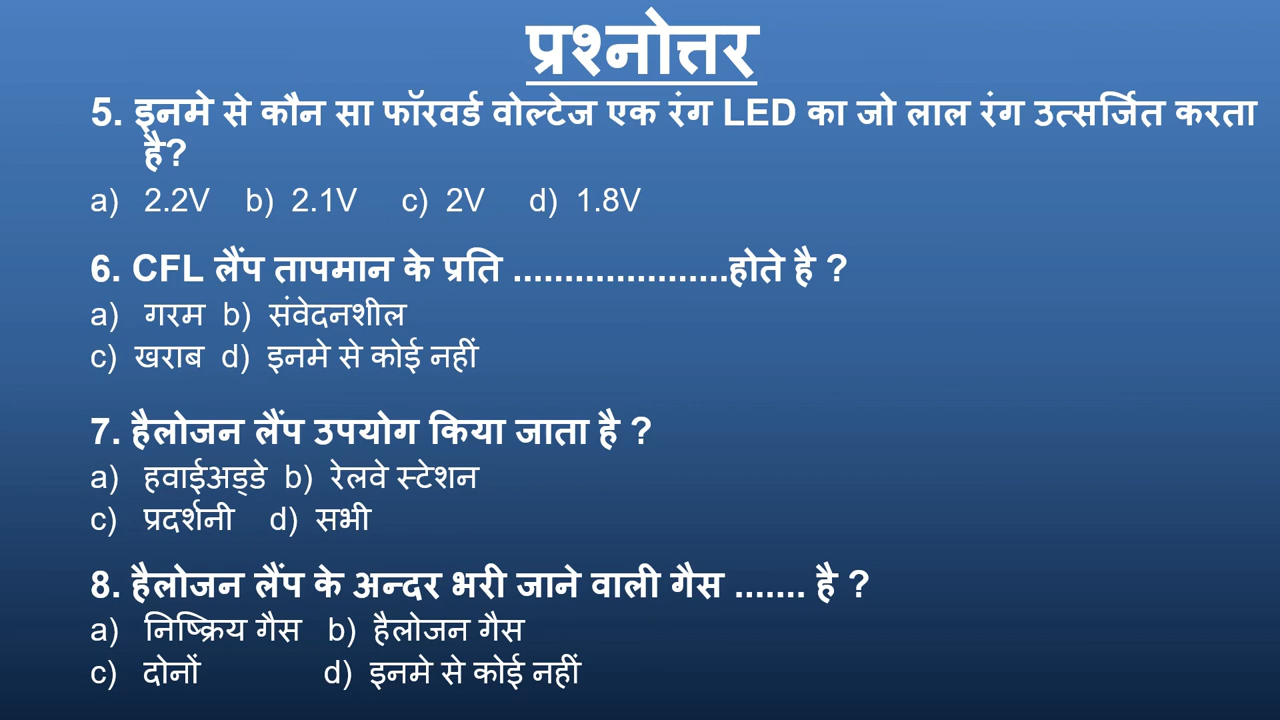 प्रश्नोत्तर
5. इनमे से कौन सा फॉरवर्ड वोल्टेज एक रंग LED का जो लाल रंग उत्सर्जित करता
है?
a) 2.2V b) 2.1V c) 2V d) 1.8V
6. CFL लैंप तापमान के प्रति .....................होते है ?
a) गरम b) संवेदनशील
c) खराब d) इनमे से कोई नहीं
7. हैलोजन लैंप उपयोग किया जाता है ?
a) हवाईअड्डे b) रेलवे स्टेशन
c) प्रदर्शनी d) सभी
8. हैलोजन लैंप के अन्दर भरी जाने वाली गैस ....... है ?
a) निष्क्रिय गैस b) हैलोजन गैस
c) दोनों d) इनमे से कोई नहीं